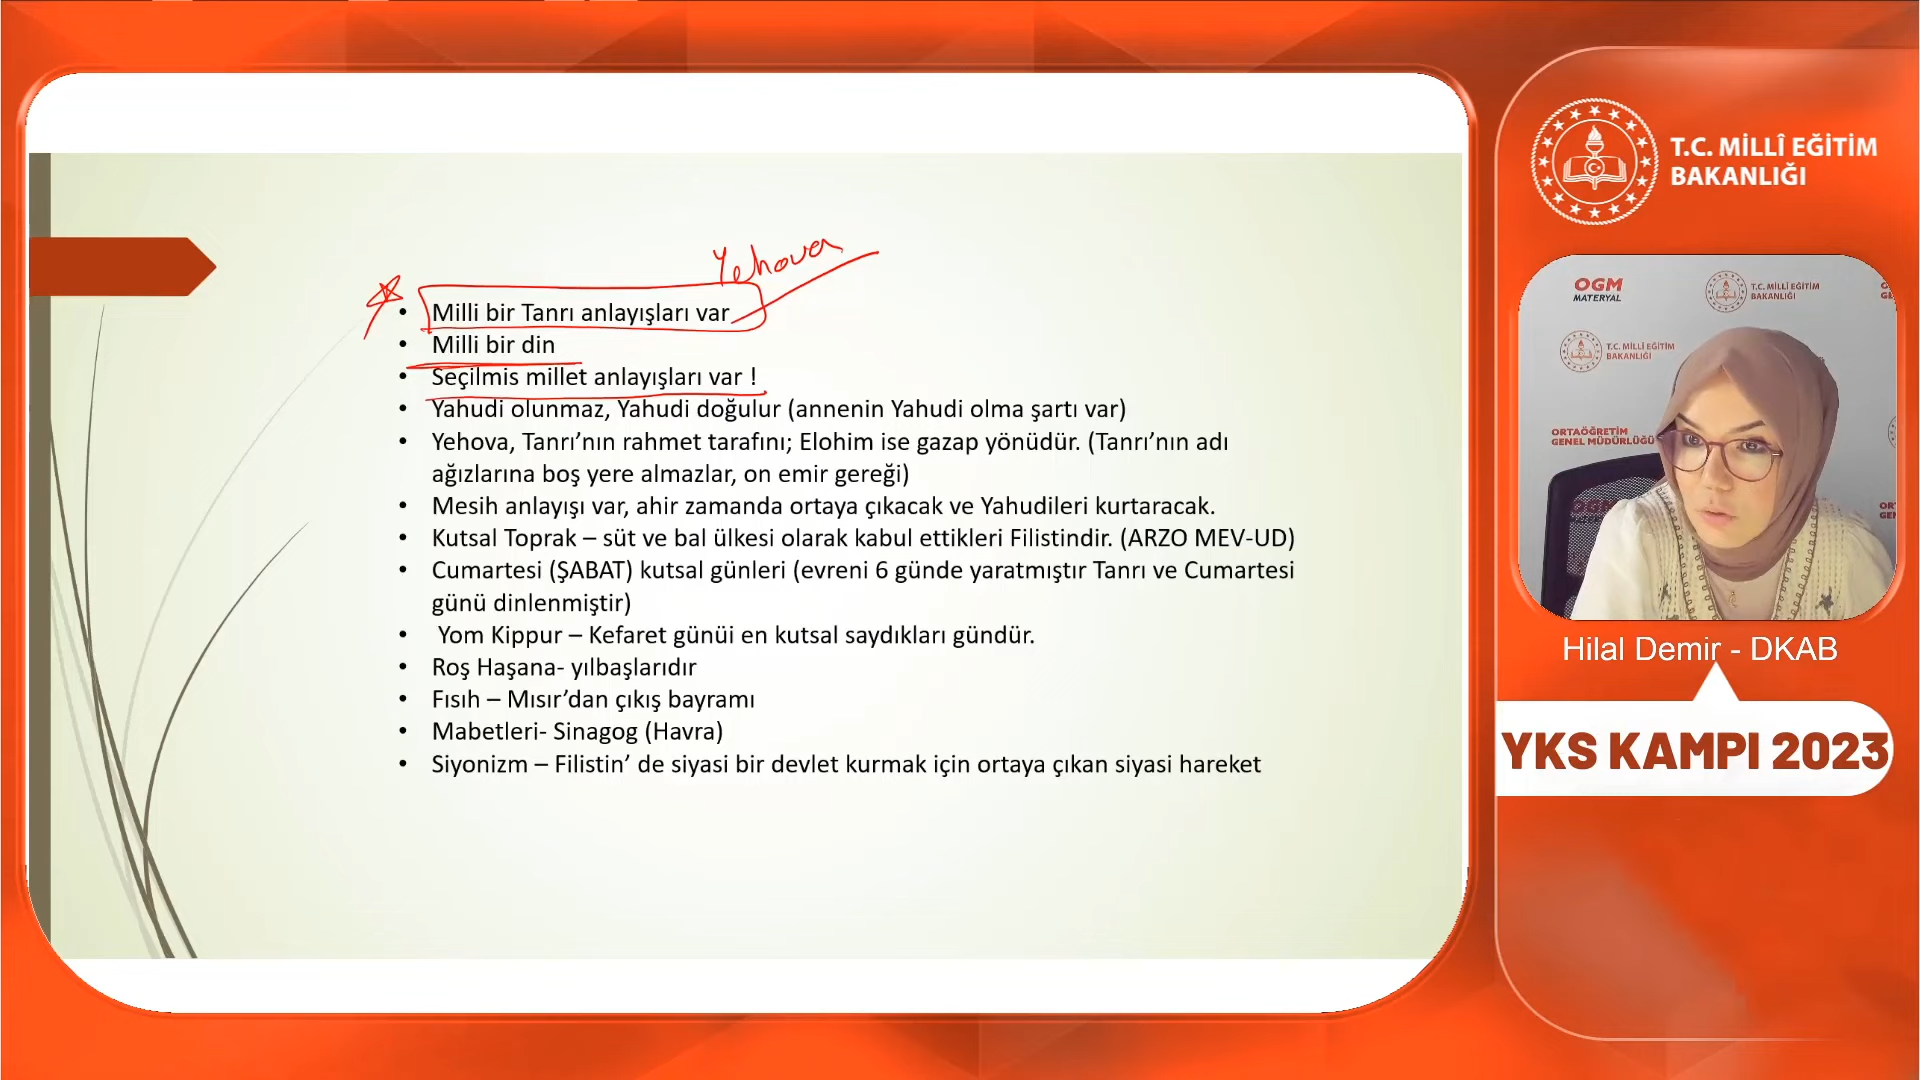 Yehova
• Milli bir Tanrı anlayışları var
• Milli bir din
• Seçilmis millet anlayışları var !
• Yahudi olunmaz, Yahudi doğulur (annenin Yahudi olma şartı var)
• Yehova, Tanrı’nın rahmet tarafını; Elohim ise gazap yönüdür. (Tanrı’nın adı
ağızlarına boş yere almazlar, on emir gereği)
• Mesih anlayışı var, ahir zamanda ortaya çıkacak ve Yahudileri kurtaracak.
• Kutsal Toprak – süt ve bal ülkesi olarak kabul ettikleri Filistindir. (ARZO MEV-UD)
• Cumartesi (ŞABAT) kutsal günleri (evreni 6 günde yaratmıştır Tanrı ve Cumartesi
günü dinlenmiştir)
• Yom Kippur – Kefaret günüi en kutsal saydıkları gündür.
• Roş Haşana- yılbaşlarıdır
• Fısıh – Mısır’dan çıkış bayramı
• Mabetleri- Sinagog (Havra)
• Siyonizm – Filistin’ de siyasi bir devlet kurmak için ortaya çıkan siyasi hareket
T.C. MİLLÎ EĞİTİM
BAKANLIĞI
OGM
MATERYAL
T.C. MİLLÎ EĞİTİM
BAKANLIĞI
T.C. MİLLÎ EĞİTİM
BAKANLIĞI
ORTAÖĞRETİM
GENEL MÜDÜRLÜĞÜ
Hilal Demir - DKAB
YKS KAMPI 2023